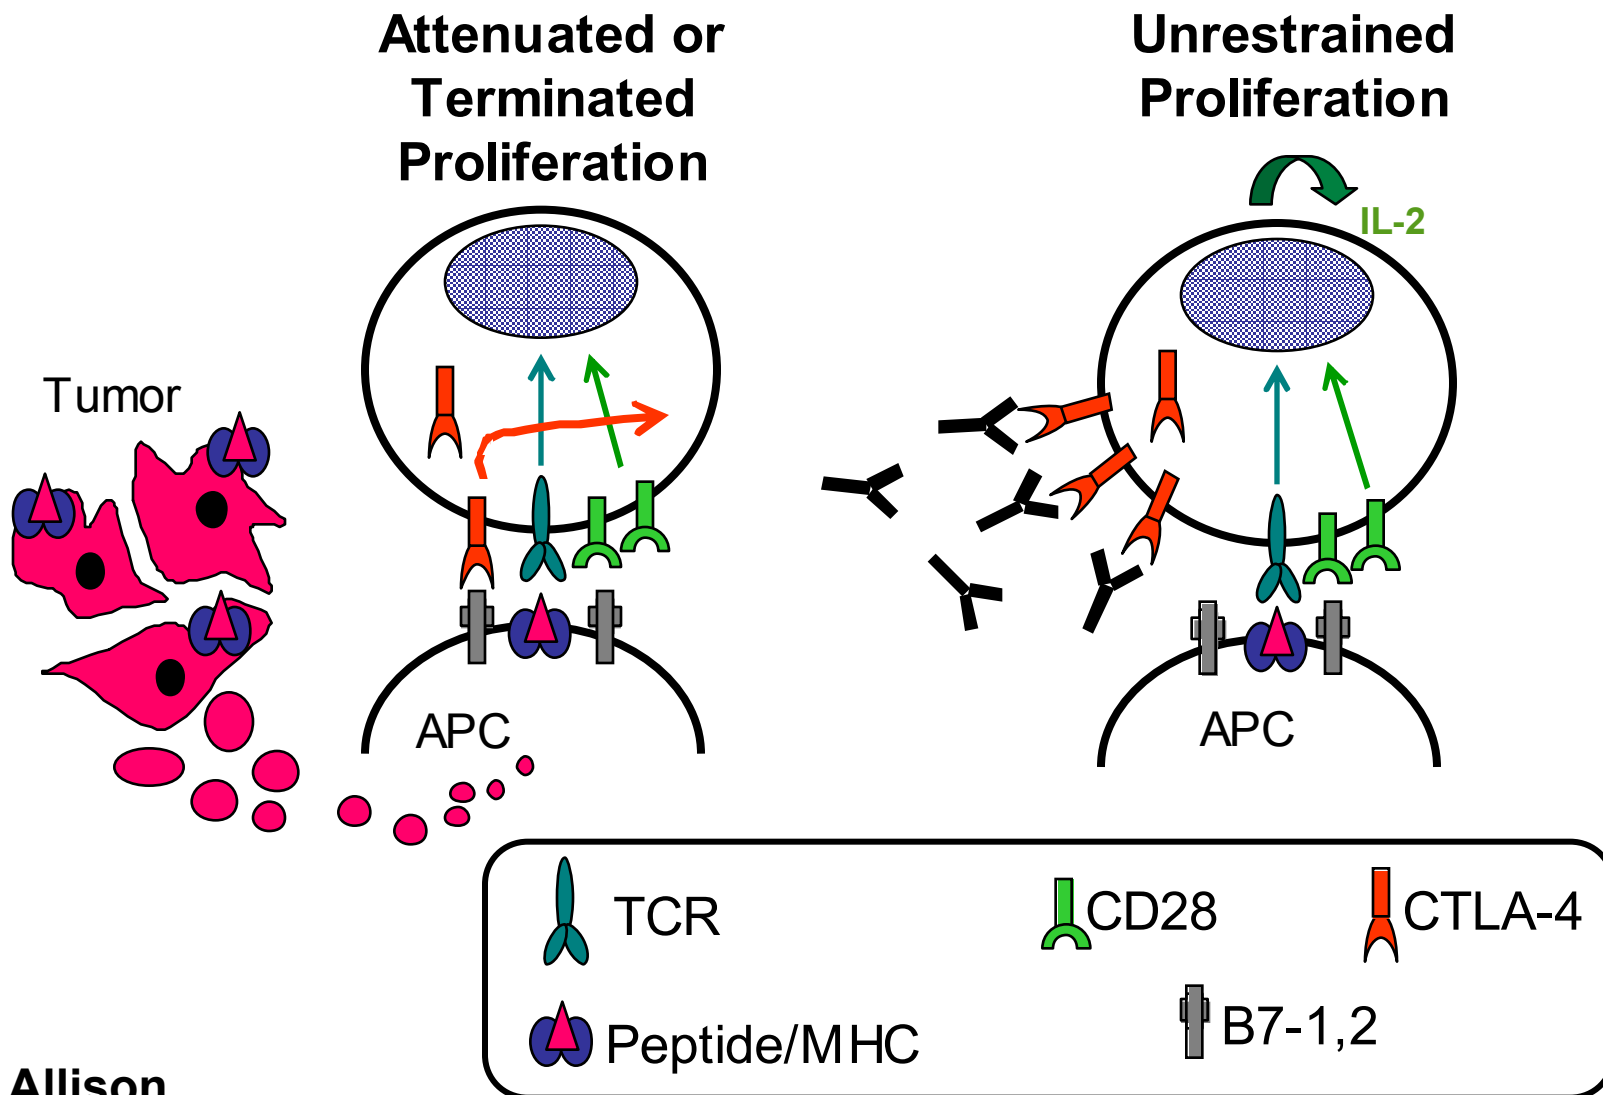 Attenuated or
Terminated
Proliferation
Unrestrained
Proliferation
IL-2
Tumor
APC
APC
TCR
CD28
CTLA-4
Peptide/MHC
B7-1,2
Allison